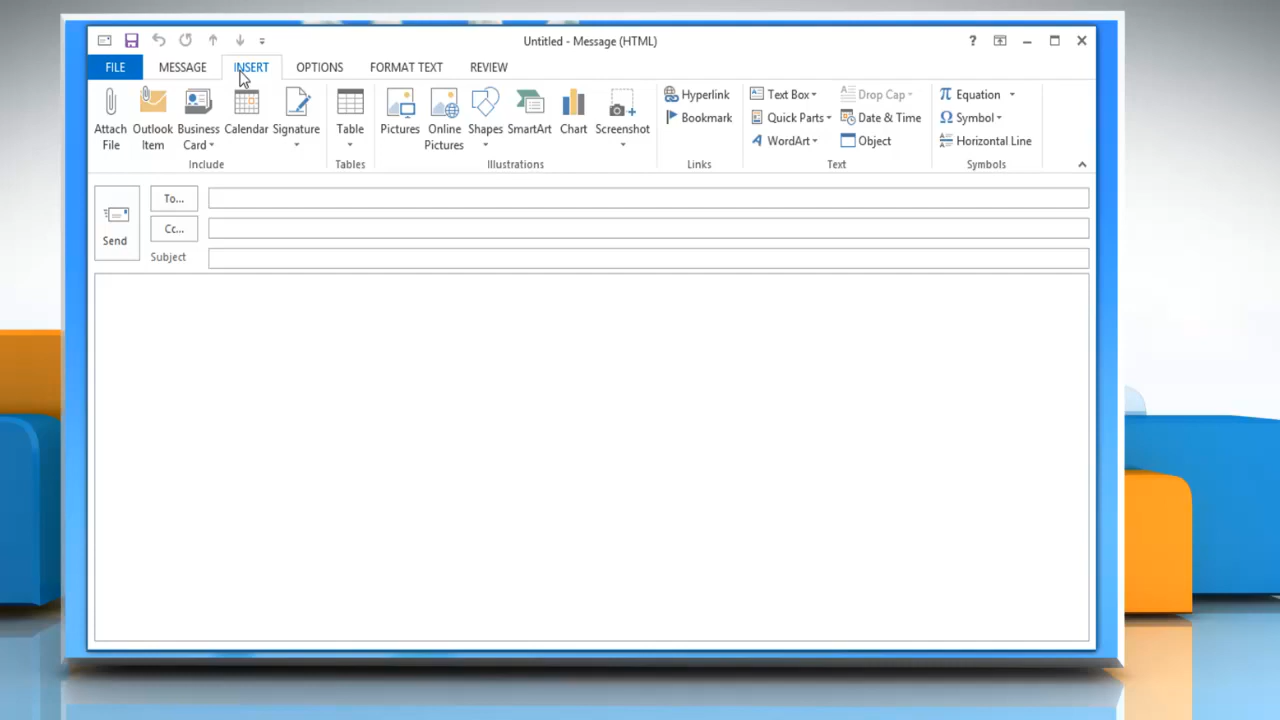 Untitled - Message (HTML)
?
FILE MESSAGE INSERT OPTIONS FORMAT TEXT REVIEW
Attach File
Outlook Item
Business Card
Calendar
Signature
Table
Pictures
Online Pictures
Shapes
SmartArt
Chart
Screenshot
Hyperlink
Bookmark
Text Box
Quick Parts
WordArt
Drop Cap
Date & Time
Object
π Equation
Ω Symbol
Horizontal Line
Include Tables Illustrations Links Text Symbols
Send
To...
Cc...
Subject